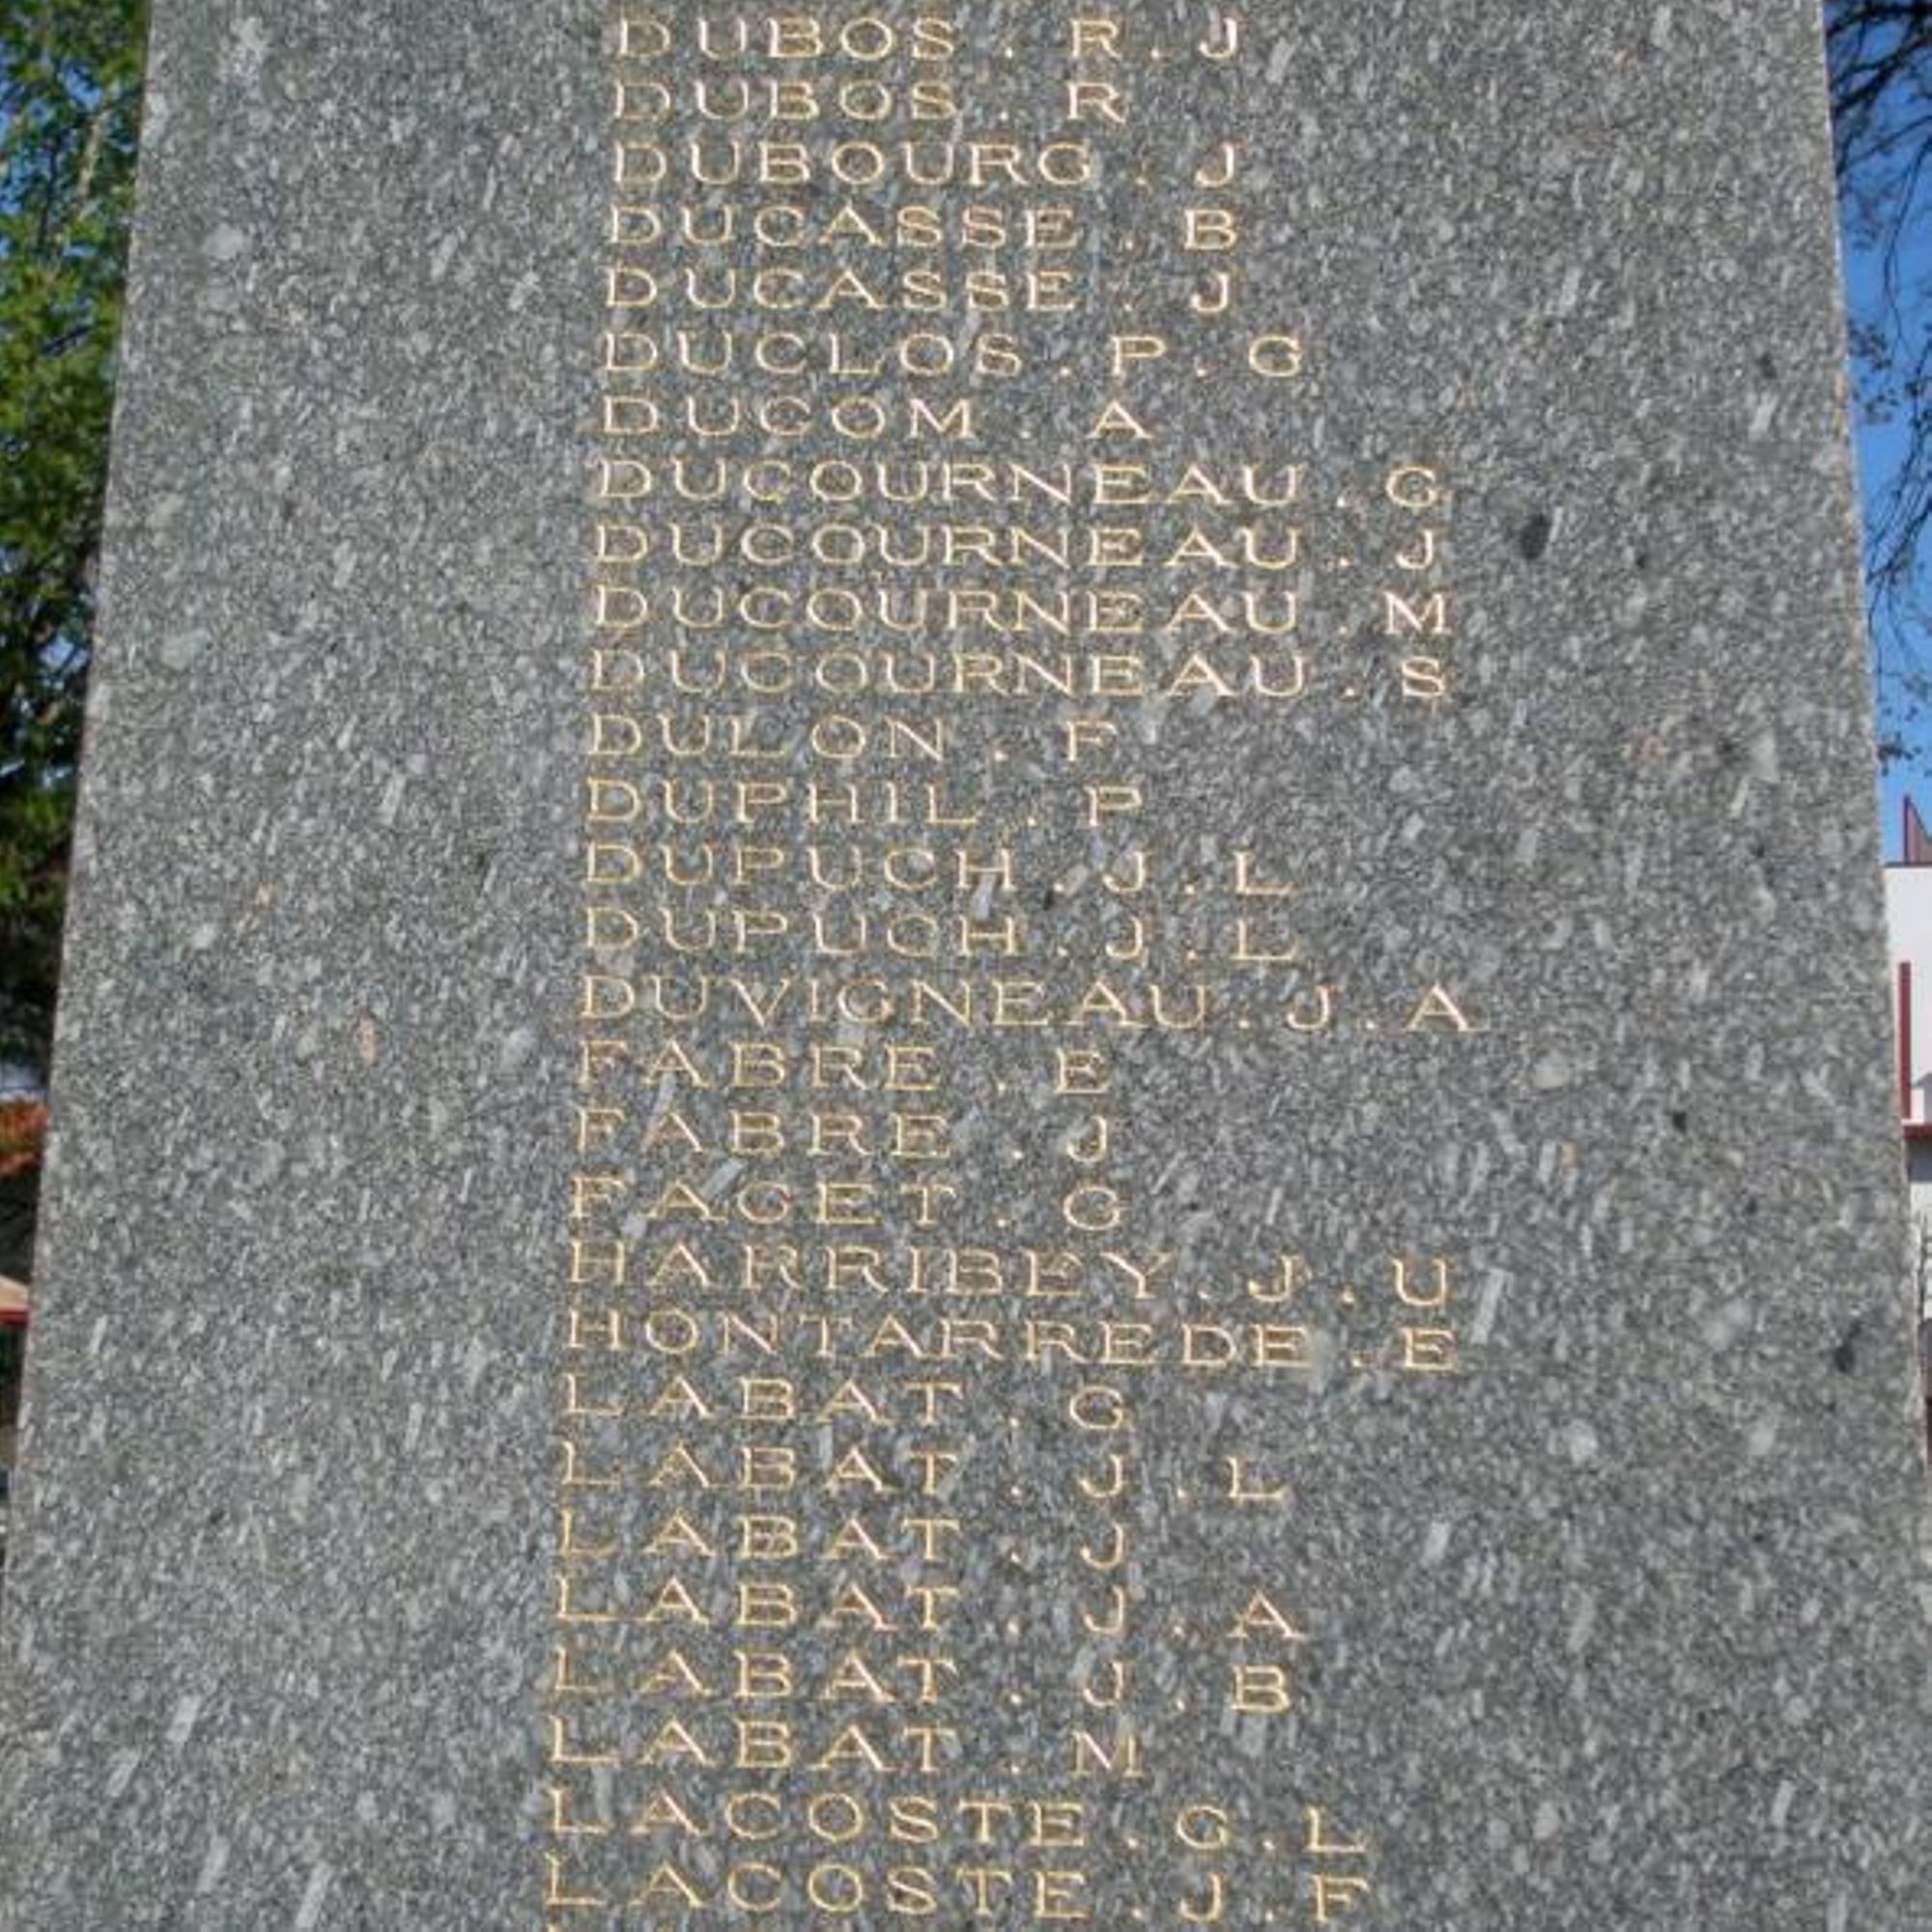 DUBOS . R . J
DUBOS . R
DUBOURG . J
DUCASSE . B
DUCASSE . J
DUCLOS . P . G
DUCOM . A
DUCOURNEAU . G
DUCOURNEAU . J
DUCOURNEAU . M
DUCOURNEAU . S
DULON . F
DUPHIL . P
DUPUCH . J . L
DUPUCH . J . L
DUVIGNEAU . J . A
FABRE . E
FABRE . J
FACET . G
HARRIBEY . J . U
HONTARREDE . E
LABAT . G
LABAT . J . L
LABAT . J
LABAT . J . A
LABAT . J . B
LABAT . M
LACOSTE . G . L
LACOSTE . J . F